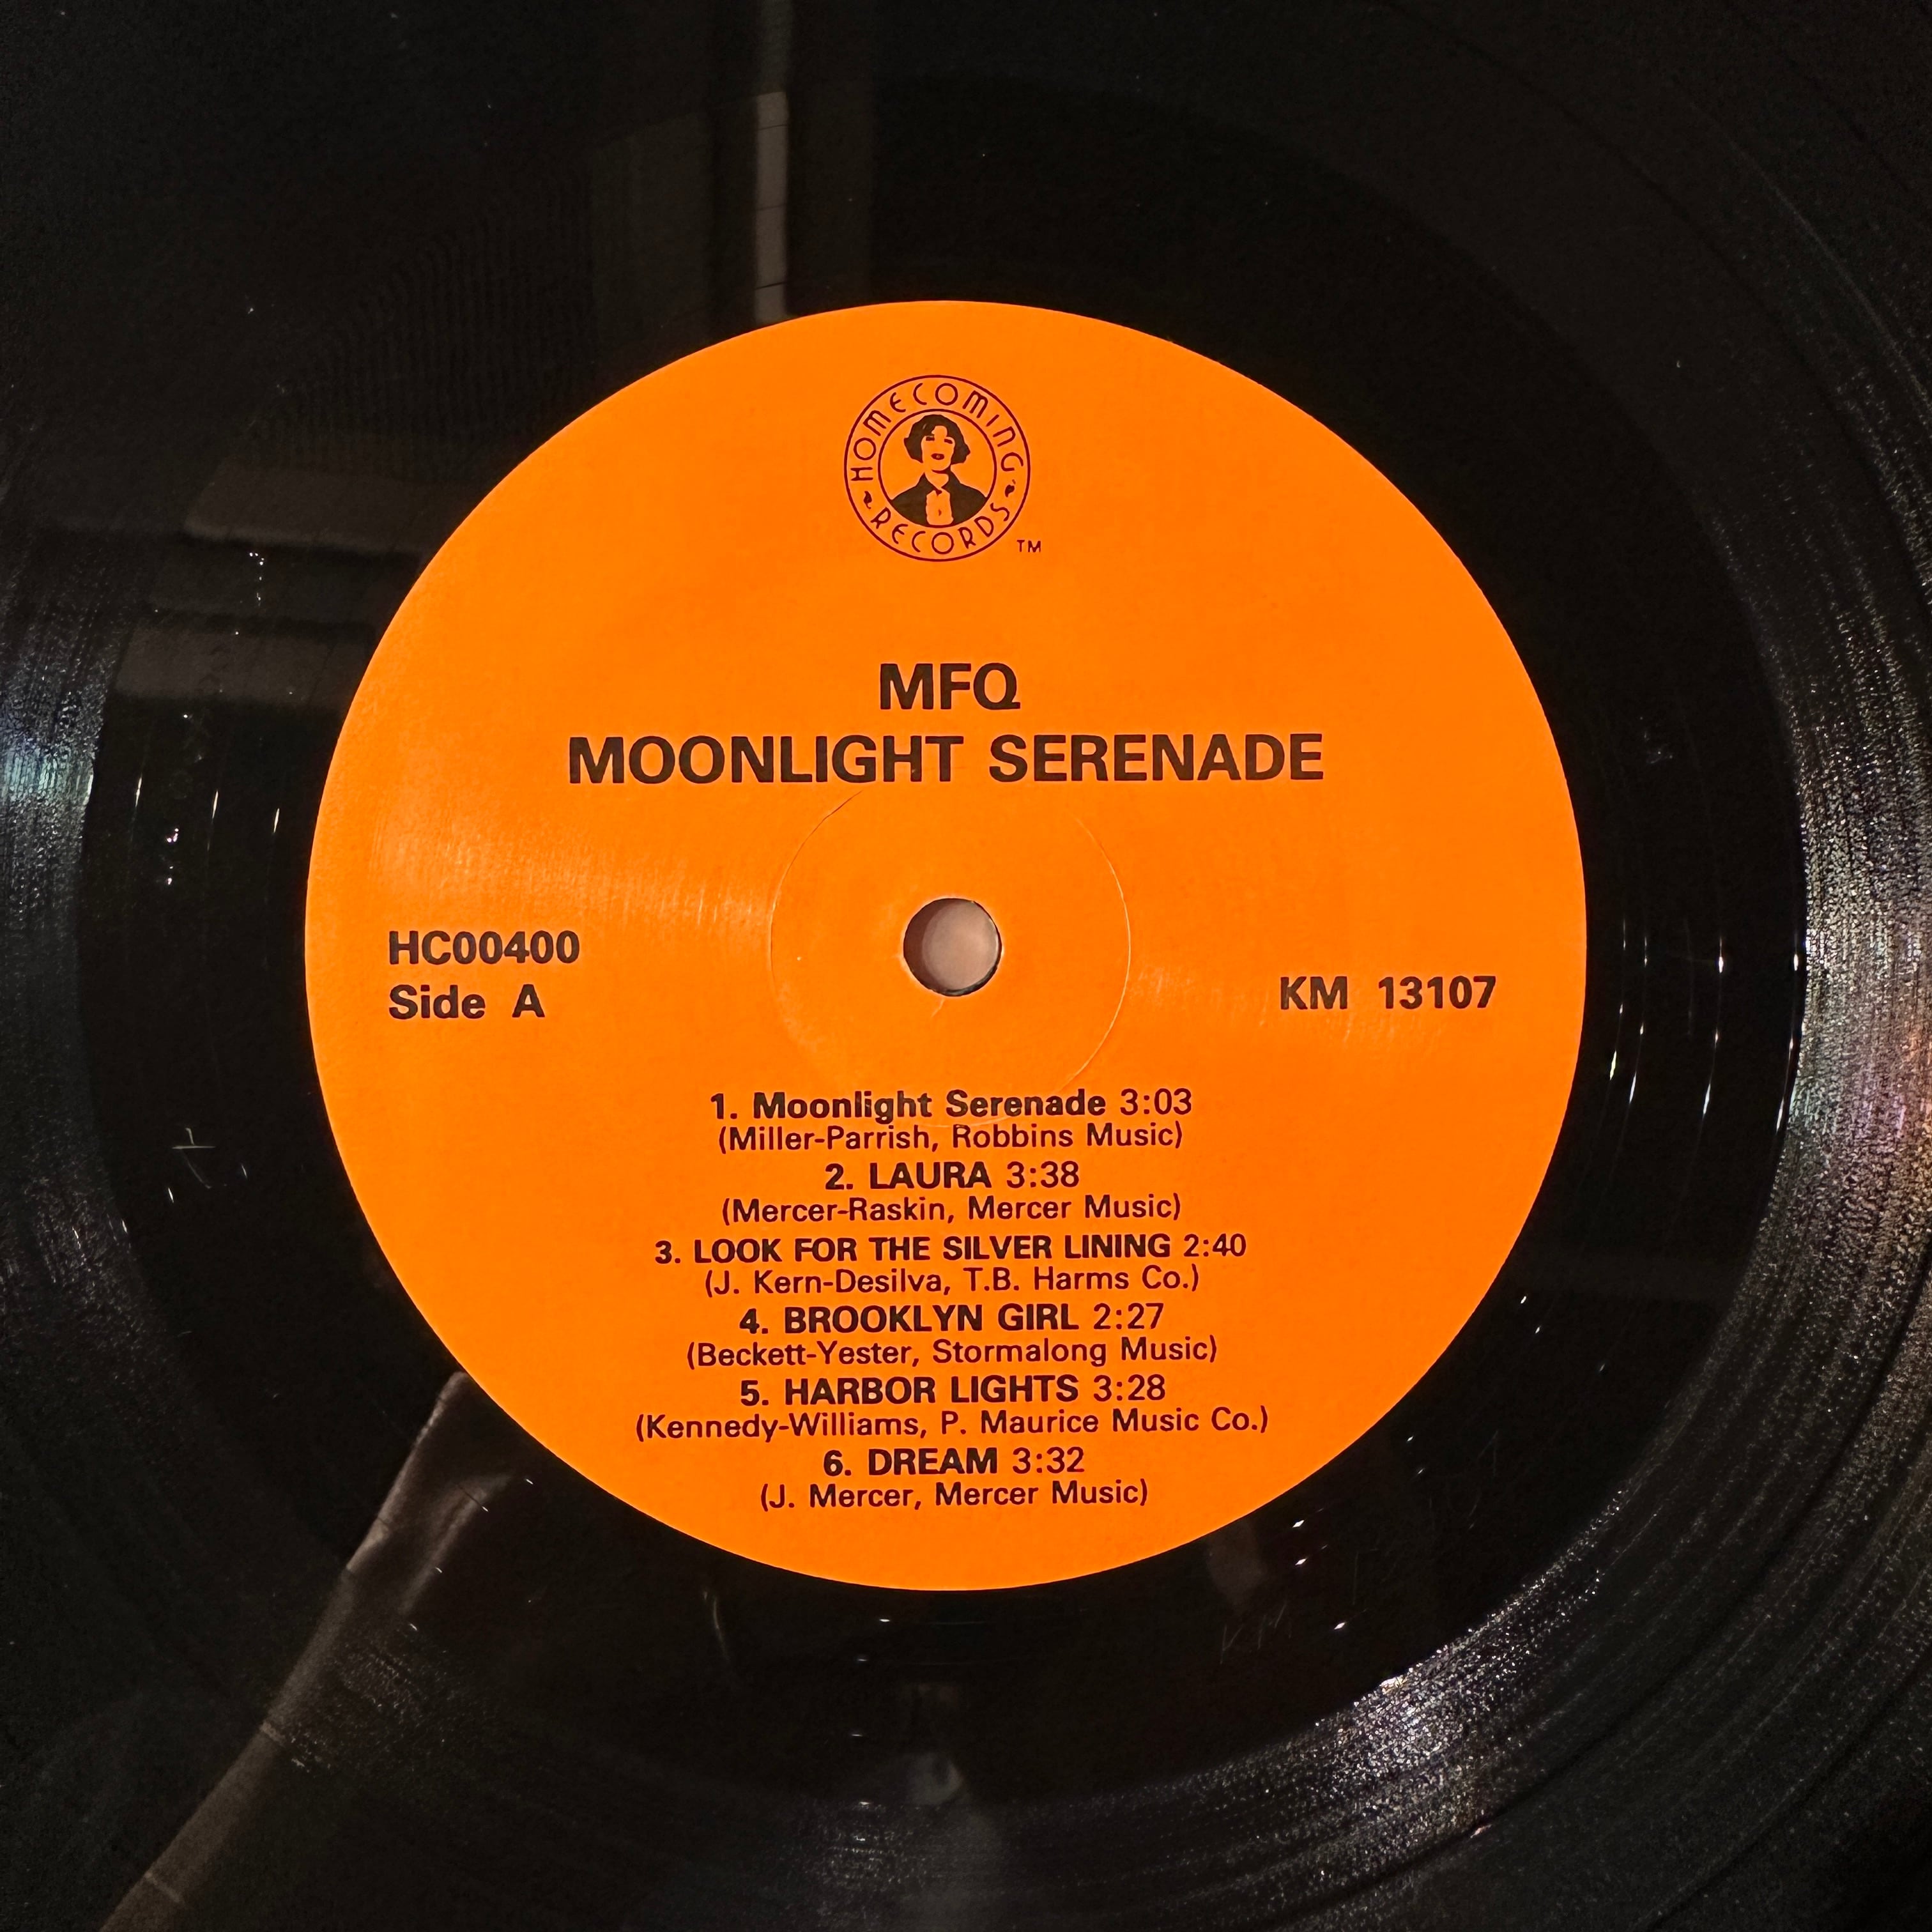 HOMECOMING RECORDS
TM
MFQ
MOONLIGHT SERENADE
HC00400
Side A
KM 13107
1. Moonlight Serenade 3:03
(Miller-Parrish, Robbins Music)
2. LAURA 3:38
(Mercer-Raskin, Mercer Music)
3. LOOK FOR THE SILVER LINING 2:40
(J. Kern-Desilva, T.B. Harms Co.)
4. BROOKLYN GIRL 2:27
(Beckett-Yester, Stormalong Music)
5. HARBOR LIGHTS 3:28
(Kennedy-Williams, P. Maurice Music Co.)
6. DREAM 3:32
(J. Mercer, Mercer Music)
KM